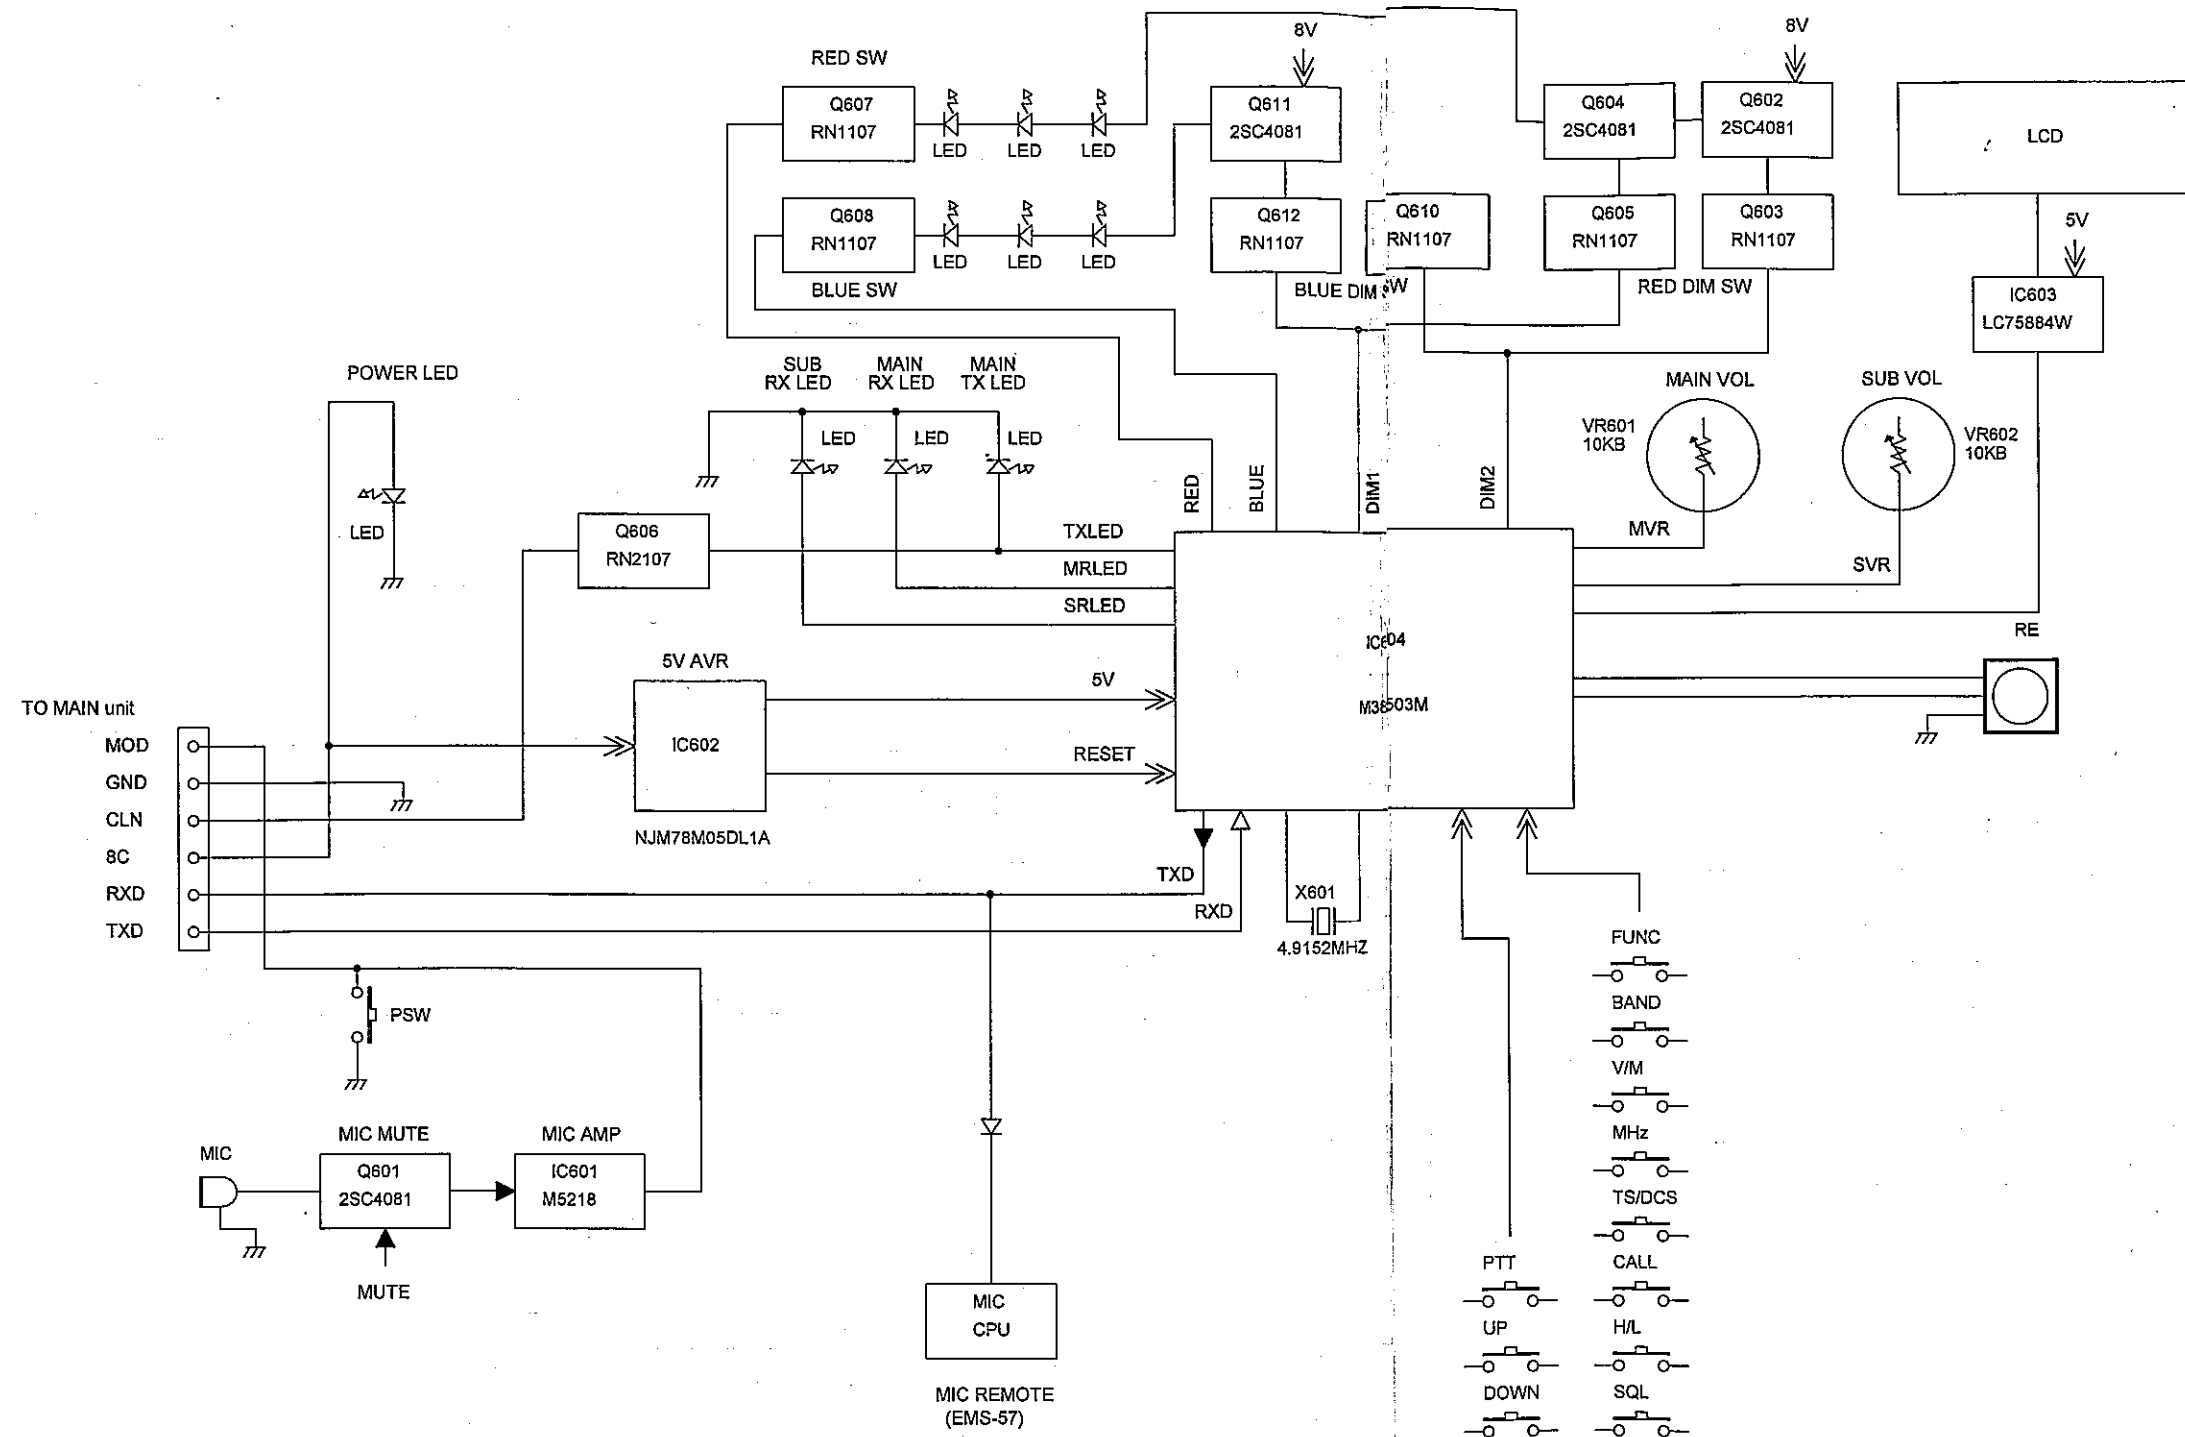 RED SW
8V
8V
Q607
RN1107
LED
LED
LED
Q611
2SC4081
Q604
2SC4081
Q602
2SC4081
LCD
Q608
RN1107
LED
LED
LED
Q612
RN1107
Q610
RN1107
Q605
RN1107
Q603
RN1107
5V
BLUE SW
BLUE DIM SW
RED DIM SW
IC603
LC75884W
POWER LED
SUB
RX LED
MAIN
RX LED
MAIN
TX LED
MAIN VOL
SUB VOL
LED
LED
LED
VR601
10KB
VR602
10KB
RED
BLUE
DIM1
DIM2
LED
Q606
RN2107
TXLED
MRLED
SRLED
MVR
SVR
RE
IC604
5V AVR
5V
IC602
RESET
NJM78M05DL1A
TO MAIN unit
MOD
GND
CLN
8C
RXD
TXD
TXD
RXD
X601
4.9152MHZ
PSW
FUNC
BAND
V/M
MHz
TS/DCS
CALL
H/L
SQL
PTT
UP
DOWN
MIC
MIC MUTE
Q601
2SC4081
MUTE
MIC AMP
IC601
M5218
MIC
CPU
MIC REMOTE
(EMS-57)